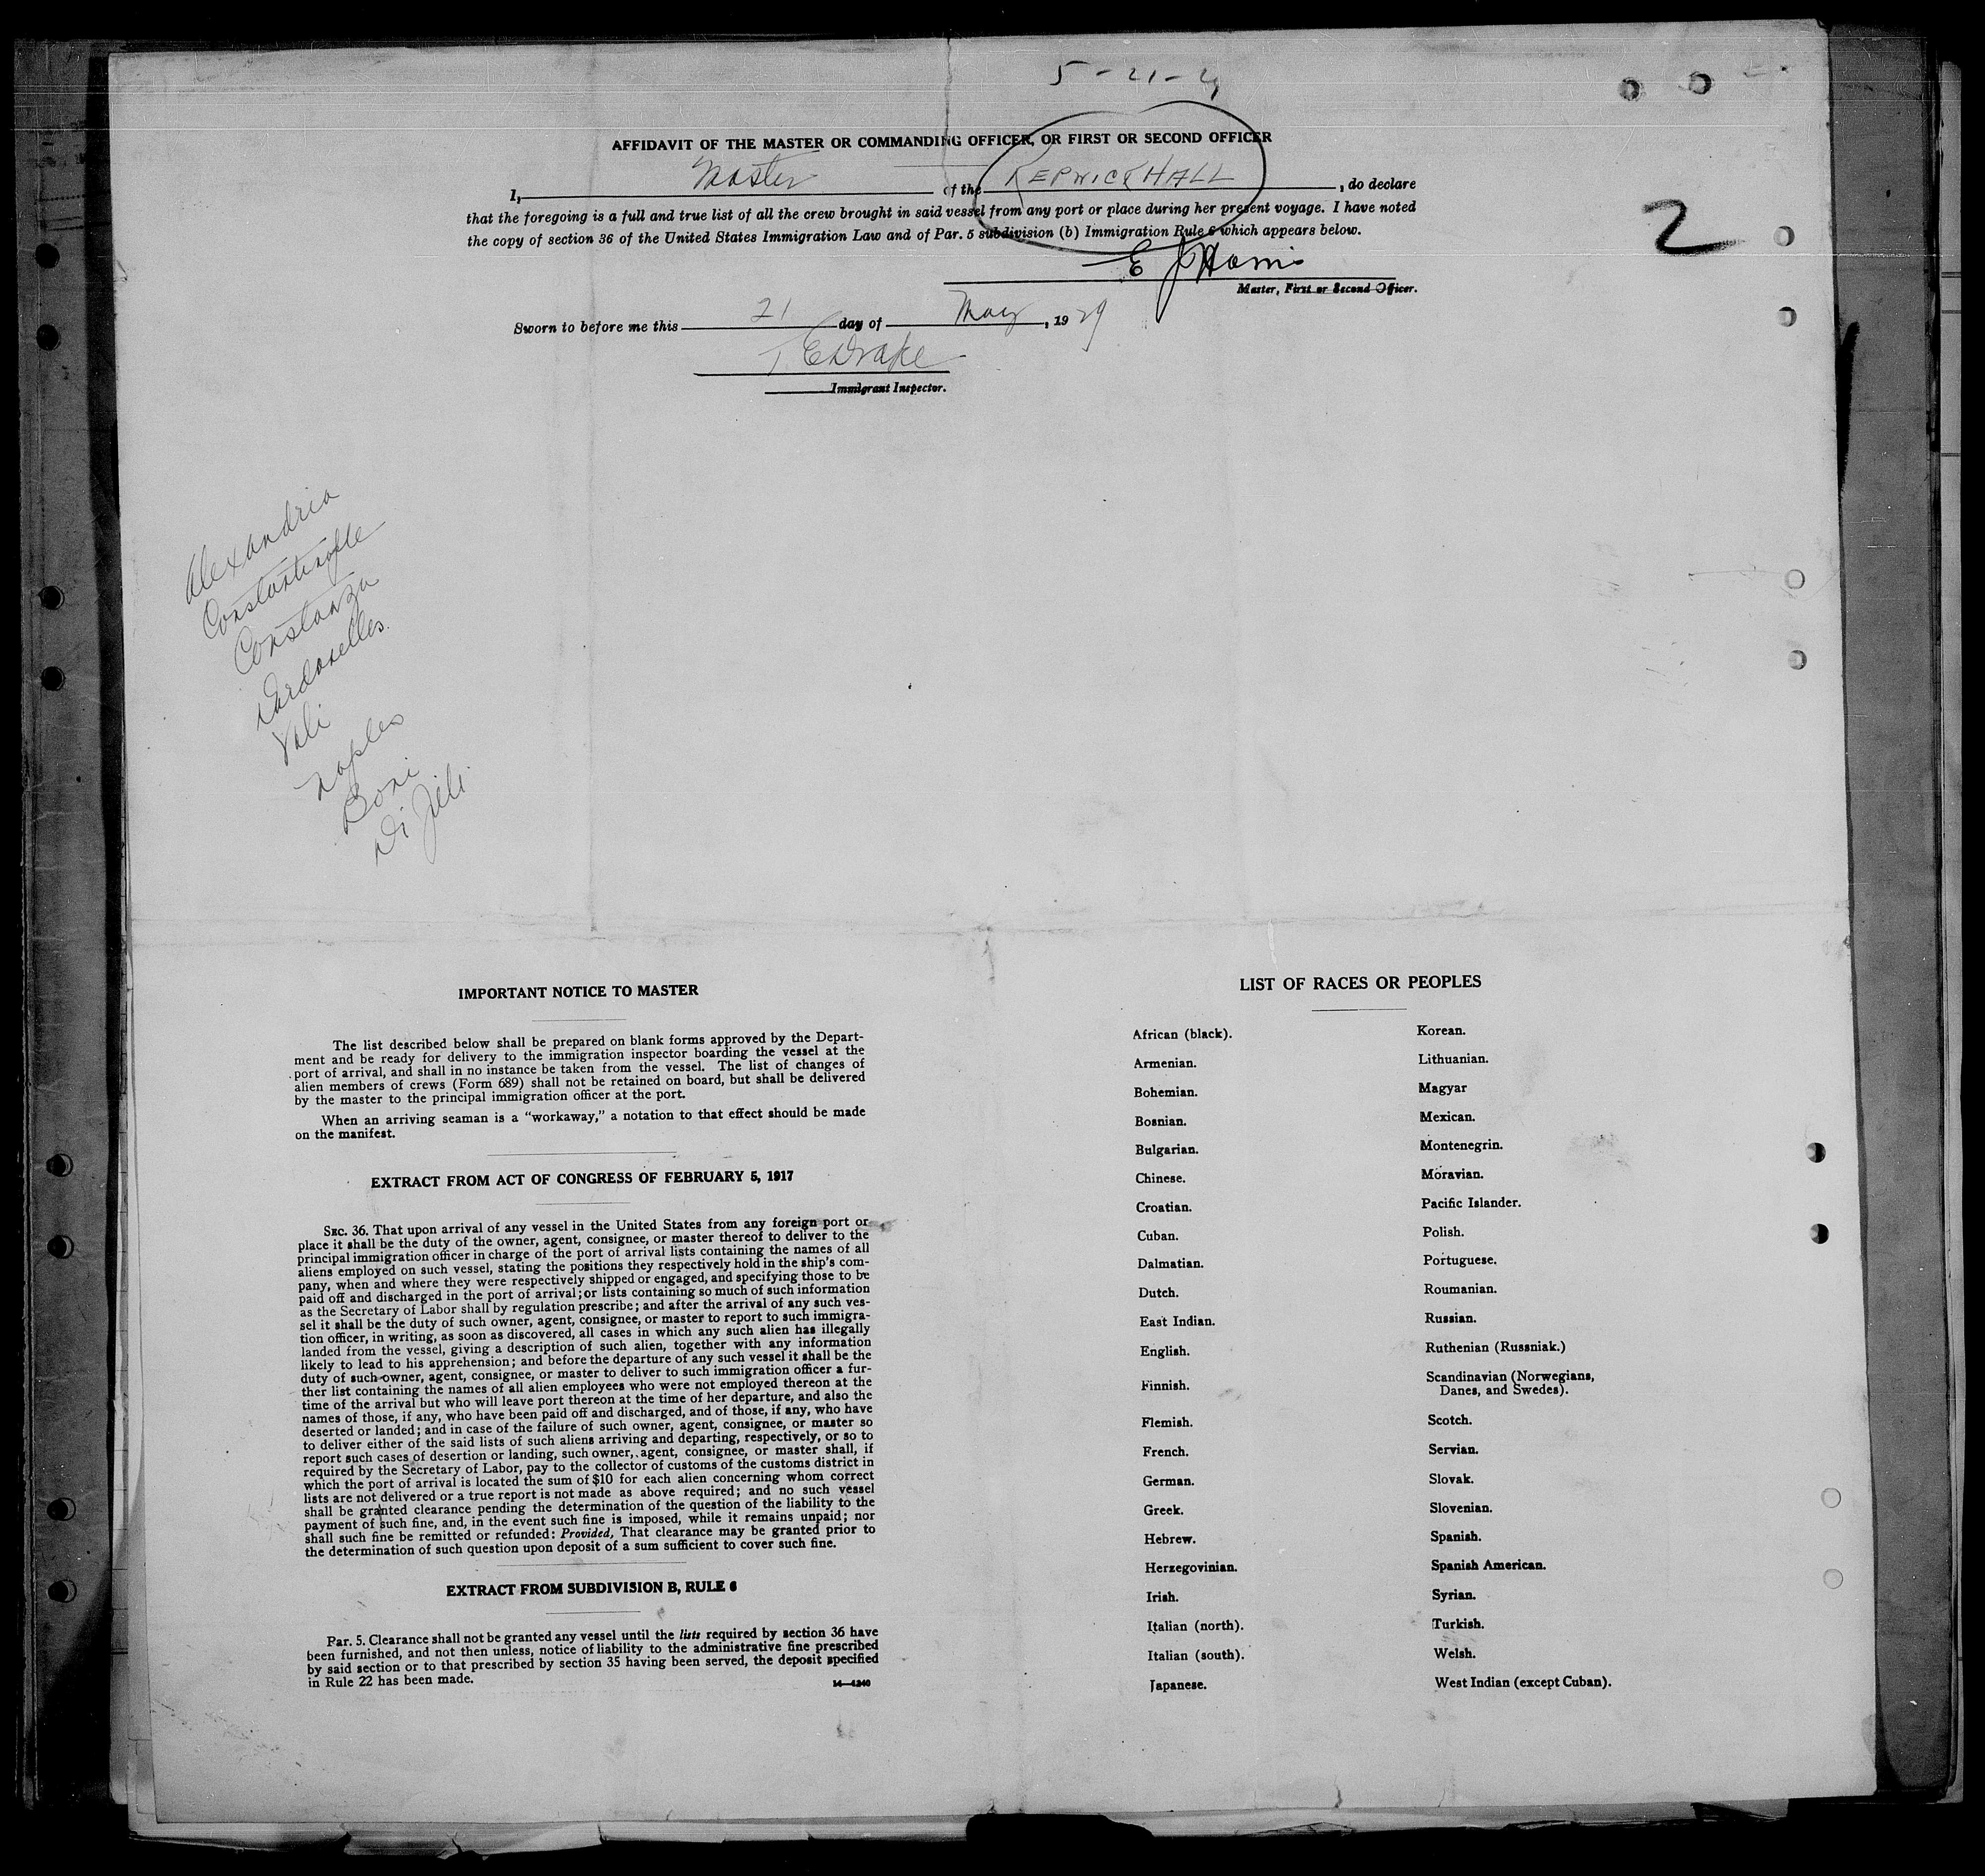 5-21-29
AFFIDAVIT OF THE MASTER OR COMMANDING OFFICER, OR FIRST OR SECOND OFFICER
I, Master of the KEPWICKHALL, do declare
that the foregoing is a full and true list of all the crew brought in said vessel from any port or place during her present voyage. I have noted
the copy of section 36 of the United States Immigration Law and of Par. 5 subdivision (b) Immigration Rule 6 which appears below.
2
E J Harris
Master, First or Second Officer.
Sworn to before me this 21 day of May, 1929
T E Drake
Immigrant Inspector.
Alexandria
Constantinople
Constanza
Dardanelles.
Naples
Boni
IMPORTANT NOTICE TO MASTER
The list described below shall be prepared on blank forms approved by the Depart-
ment and be ready for delivery to the immigration inspector boarding the vessel at the
port of arrival, and shall in no instance be taken from the vessel. The list of changes of
alien members of crews (Form 689) shall not be retained on board, but shall be delivered
by the master to the principal immigration officer at the port.
When an arriving seaman is a "workaway," a notation to that effect should be made
on the manifest.
EXTRACT FROM ACT OF CONGRESS OF FEBRUARY 5, 1917
SEC. 36. That upon arrival of any vessel in the United States from any foreign port or
place it shall be the duty of the owner, agent, consignee, or master thereof to deliver to the
principal immigration officer in charge of the port of arrival lists containing the names of all
aliens employed on such vessel, stating the positions they respectively hold in the ship's com-
pany, when and where they were respectively shipped or engaged, and specifying those to be
paid off and discharged in the port of arrival; or lists containing so much of such information
as the Secretary of Labor shall by regulation prescribe; and after the arrival of any such ves-
sel it shall be the duty of such owner, agent, consignee, or master to report to such immigra-
tion officer, in writing, as soon as discovered, all cases in which any such alien has illegally
landed from the vessel, giving a description of such alien, together with any information
likely to lead to his apprehension; and before the departure of any such vessel it shall be the
duty of such owner, agent, consignee, or master to deliver to such immigration officer a fur-
ther list containing the names of all alien employees who were not employed thereon at the
time of the arrival but who will leave port thereon at the time of her departure, and also the
names of those, if any, who have been paid off and discharged, and of those, if any, who have
deserted or landed; and in case of the failure of such owner, agent, consignee, or master so
to deliver either of the said lists of such aliens arriving and departing, respectively, or so to
report such cases of desertion or landing, such owner, agent, consignee, or master shall, if
required by the Secretary of Labor, pay to the collector of customs of the customs district in
which the port of arrival is located the sum of $10 for each alien concerning whom correct
lists are not delivered or a true report is not made as above required; and no such vessel
shall be granted clearance pending the determination of the question of the liability to the
payment of such fine, and, in the event such fine is imposed, while it remains unpaid; nor
shall such fine be remitted or refunded: Provided, That clearance may be granted prior to
the determination of such question upon deposit of a sum sufficient to cover such fine.
EXTRACT FROM SUBDIVISION B, RULE 6
Par. 5. Clearance shall not be granted any vessel until the lists required by section 36 have
been furnished, and not then unless, notice of liability to the administrative fine prescribed
by said section or to that prescribed by section 35 having been served, the deposit specified
in Rule 22 has been made.
14—4240
LIST OF RACES OR PEOPLES
African (black).
Armenian.
Bohemian.
Bosnian.
Bulgarian.
Chinese.
Croatian.
Cuban.
Dalmatian.
Dutch.
East Indian.
English.
Finnish.
Flemish.
French.
German.
Greek.
Hebrew.
Herzegovinian.
Irish.
Italian (north).
Italian (south).
Japanese.
Korean.
Lithuanian.
Magyar
Mexican.
Montenegrin.
Moravian.
Pacific Islander.
Polish.
Portuguese.
Roumanian.
Russian.
Ruthenian (Russniak.)
Scandinavian (Norwegians,
Danes, and Swedes).
Scotch.
Servian.
Slovak.
Slovenian.
Spanish.
Spanish American.
Syrian.
Turkish.
Welsh.
West Indian (except Cuban).